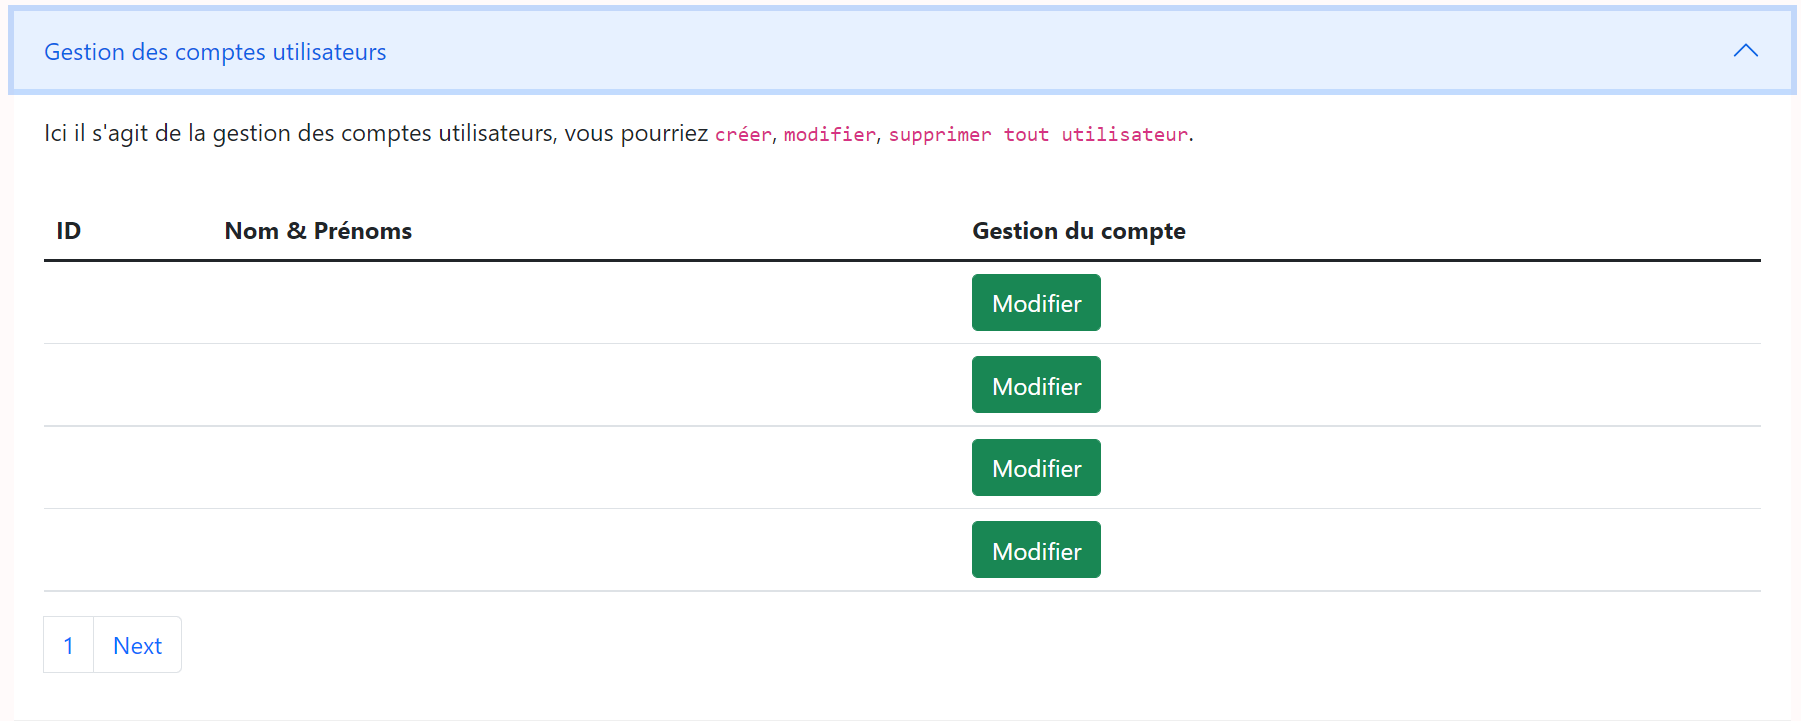 Gestion des comptes utilisateurs
Ici il s'agit de la gestion des comptes utilisateurs, vous pourriez créer, modifier, supprimer tout utilisateur.
ID Nom & Prénoms Gestion du compte
Modifier
Modifier
Modifier
Modifier
1 Next